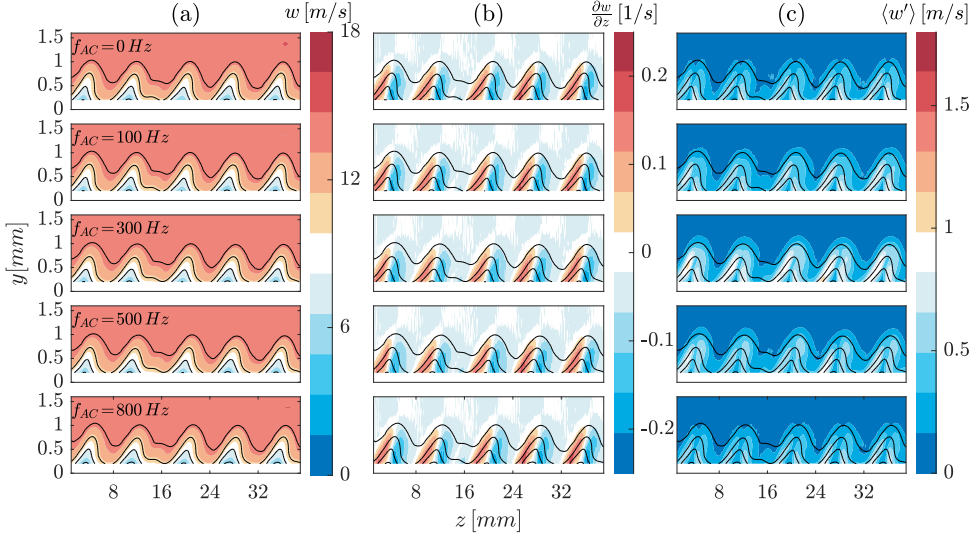 (a) w [m/s] (b) ∂w/∂z [1/s] (c) ⟨w′⟩ [m/s]
1.5 f_AC=0 Hz 18
1
0.5
0
0.2
1.5
1.5 f_AC=100 Hz
1
0.5
0
12
0.1
1.5 f_AC=300 Hz
1
0.5
0
0
1
y [mm]
1.5 f_AC=500 Hz
1
0.5
0
6
-0.1
0.5
1.5 f_AC=800 Hz
1
0.5
0
-0.2
0 0
8 16 24 32 8 16 24 32 8 16 24 32
z [mm]